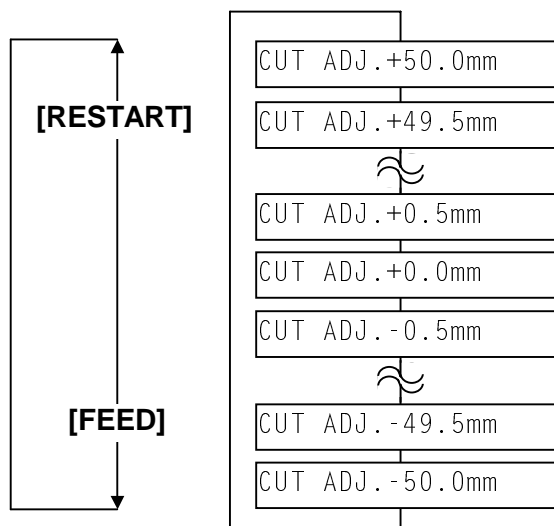 CUT ADJ.+50.0mm
[RESTART]
CUT ADJ.+49.5mm
CUT ADJ.+0.5mm
CUT ADJ.+0.0mm
CUT ADJ.-0.5mm
[FEED]
CUT ADJ.-49.5mm
CUT ADJ.-50.0mm